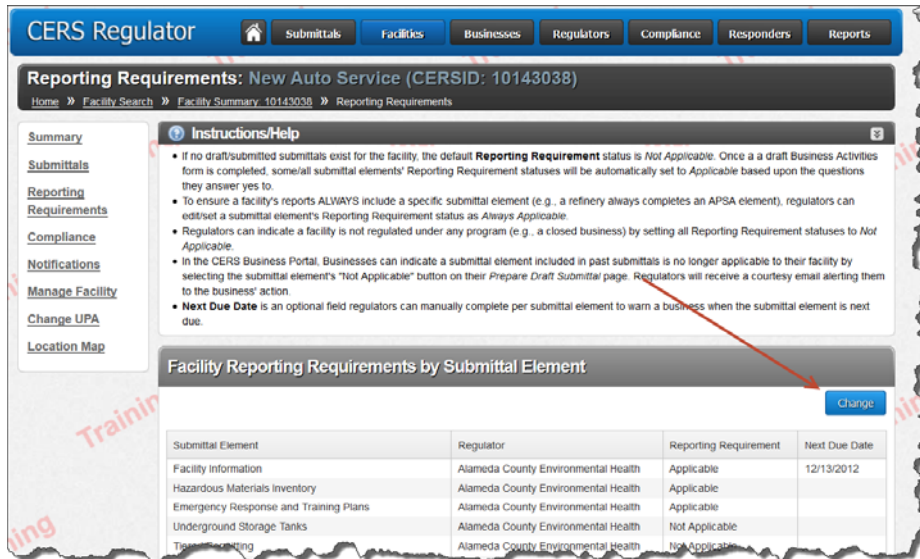 CERS Regulator
Submittals
Facilities
Businesses
Regulators
Compliance
Responders
Reports
Reporting Requirements: New Auto Service (CERSID: 10143038)
Home » Facility Search » Facility Summary: 10143038 » Reporting Requirements
Summary
Submittals
Reporting
Requirements
Compliance
Notifications
Manage Facility
Change UPA
Location Map
Instructions/Help
• If no draft/submitted submittals exist for the facility, the default Reporting Requirement status is Not Applicable. Once a a draft Business Activities
form is completed, some/all submittal elements' Reporting Requirement statuses will be automatically set to Applicable based upon the questions
they answer yes to.
• To ensure a facility's reports ALWAYS include a specific submittal element (e.g., a refinery always completes an APSA element), regulators can
edit/set a submittal element's Reporting Requirement status as Always Applicable.
• Regulators can indicate a facility is not regulated under any program (e.g., a closed business) by setting all Reporting Requirement statuses to Not
Applicable.
• In the CERS Business Portal, Businesses can indicate a submittal element included in past submittals is no longer applicable to their facility by
selecting the submittal element's "Not Applicable" button on their Prepare Draft Submittal page. Regulators will receive a courtesy email alerting them
to the business' action.
• Next Due Date is an optional field regulators can manually complete per submittal element to warn a business when the submittal element is next
due.
Facility Reporting Requirements by Submittal Element
Change
Training
Submittal Element Regulator Reporting Requirement Next Due Date
Facility Information Alameda County Environmental Health Applicable 12/13/2012
Hazardous Materials Inventory Alameda County Environmental Health Applicable
Emergency Response and Training Plans Alameda County Environmental Health Applicable
Underground Storage Tanks Alameda County Environmental Health Not Applicable
Alameda County Environmental Health Not Applicable